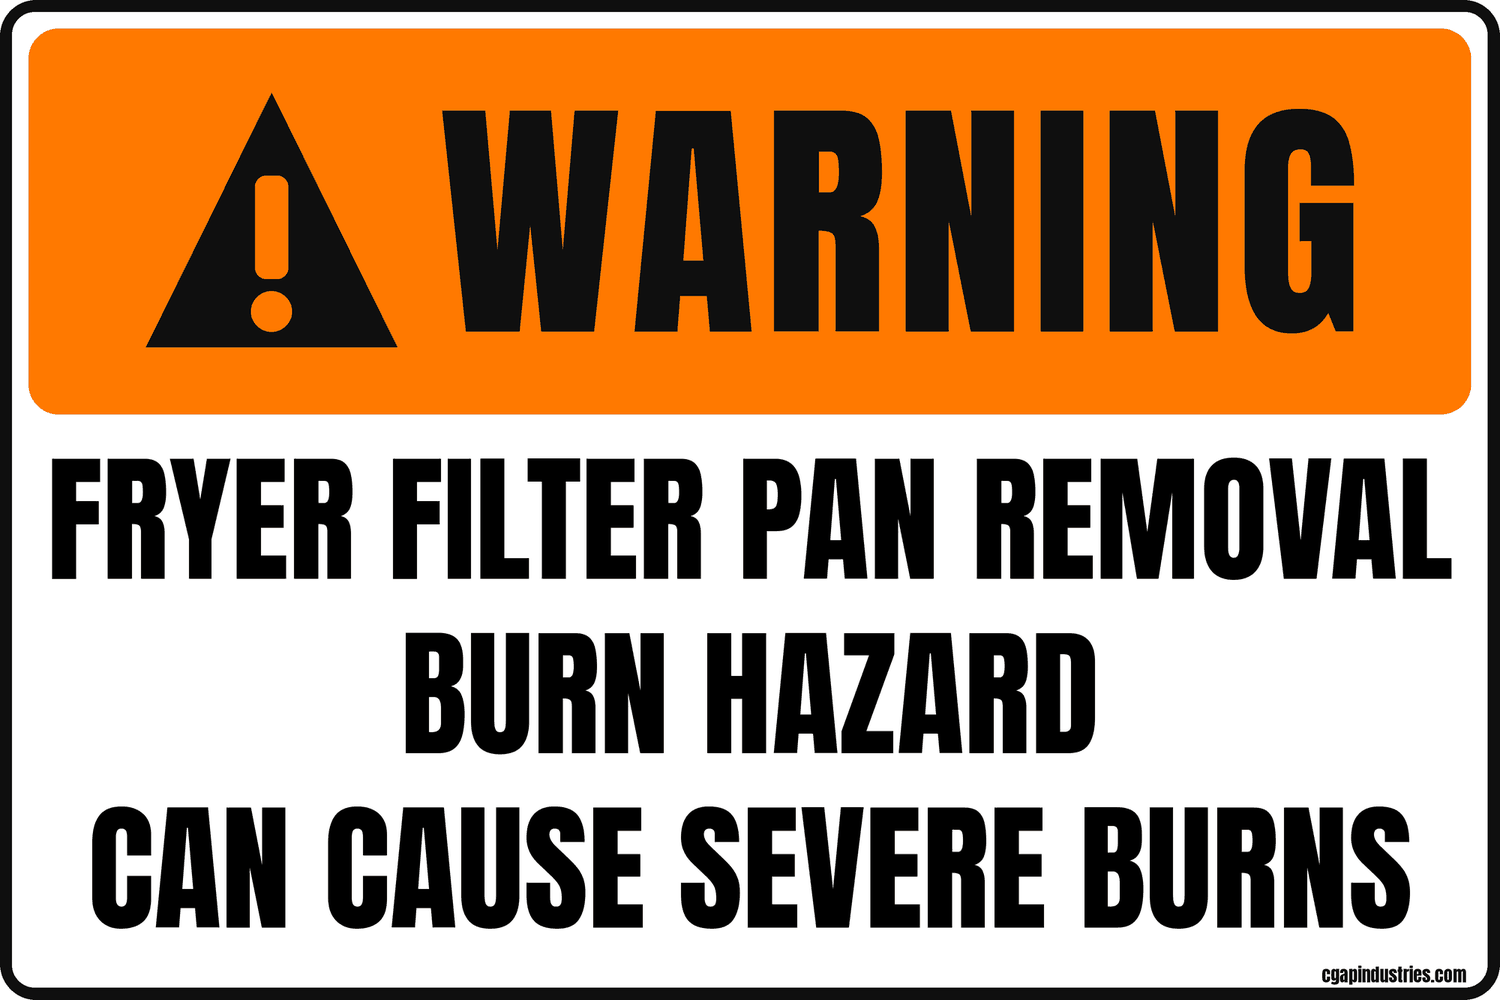 WARNING
FRYER FILTER PAN REMOVAL
BURN HAZARD
CAN CAUSE SEVERE BURNS
cgapindustries.com